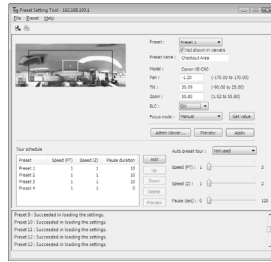 Preset Setting Tool - 192.168.100.1
File Preset Help
Preset : Preset 1
Not shown in viewers
Preset name : Checkout Area
Model : Canon VB-C60
Pan : -1.20 (-170.00 to 170.00)
Tilt : 30.09 (-90.00 to 25.00)
Zoom : 55.80 (1.52 to 55.80)
BLC :
Focus mode : Manual Get value
Admin Viewer... Preview Apply
Tour schedule
Auto preset tour : Not used
Preset Speed (PT) Speed (Z) Pause duration
Preset 1 1 1 10
Preset 2 1 1 10
Preset 3 1 1 10
Preset 4 1 1 0
Add
Up
Down
Delete
Preview
Speed (PT) : 1 3
Speed (Z) : 1 2
Pause (sec) : 0 120
Preset 9 : Succeeded in loading the settings.
Preset 10 : Succeeded in loading the settings.
Preset 11 : Succeeded in loading the settings.
Preset 12 : Succeeded in loading the settings.
Preset 13 : Succeeded in loading the settings.